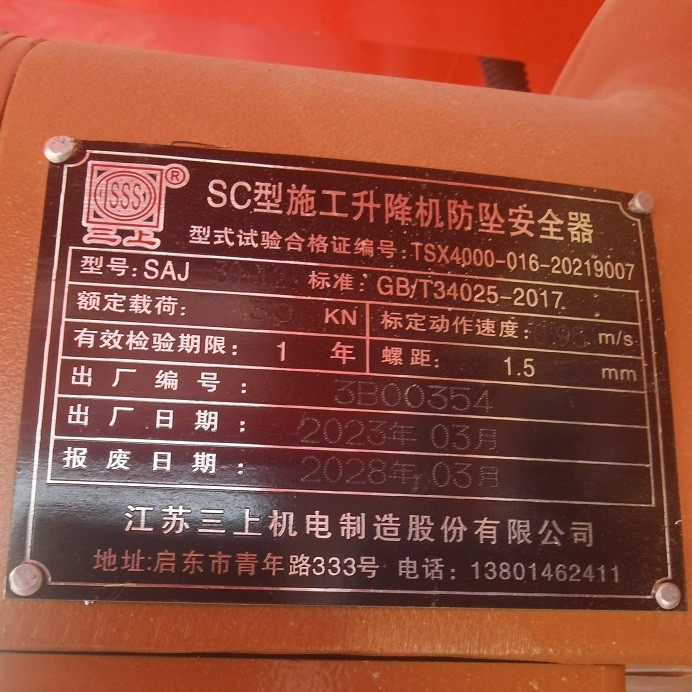 SSS ®
三上
SC型施工升降机防坠安全器
型式试验合格证编号:TSX4000-016-20219007
型号:SAJ 标准: GB/T34025-2017
额定载荷: KN 标定动作速度: 0.95 m/s
有效检验期限: 1 年 螺距: 1.5 mm
出厂编号: 3B00354
出厂日期: 2023年03月
报废日期: 2028年03月
江苏三上机电制造股份有限公司
地址:启东市青年路333号 电话: 13801462411